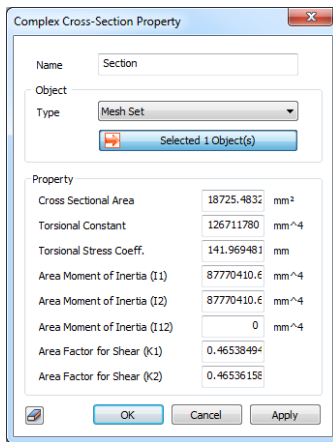 Complex Cross-Section Property
Name Section
Object
Type Mesh Set
Selected 1 Object(s)
Property
Cross Sectional Area 18725.4832 mm²
Torsional Constant 126711780 mm^4
Torsional Stress Coeff. 141.969481 mm
Area Moment of Inertia (I1) 87770410.6 mm^4
Area Moment of Inertia (I2) 87770410.6 mm^4
Area Moment of Inertia (I12) 0 mm^4
Area Factor for Shear (K1) 0.46538494
Area Factor for Shear (K2) 0.46536158
OK Cancel Apply